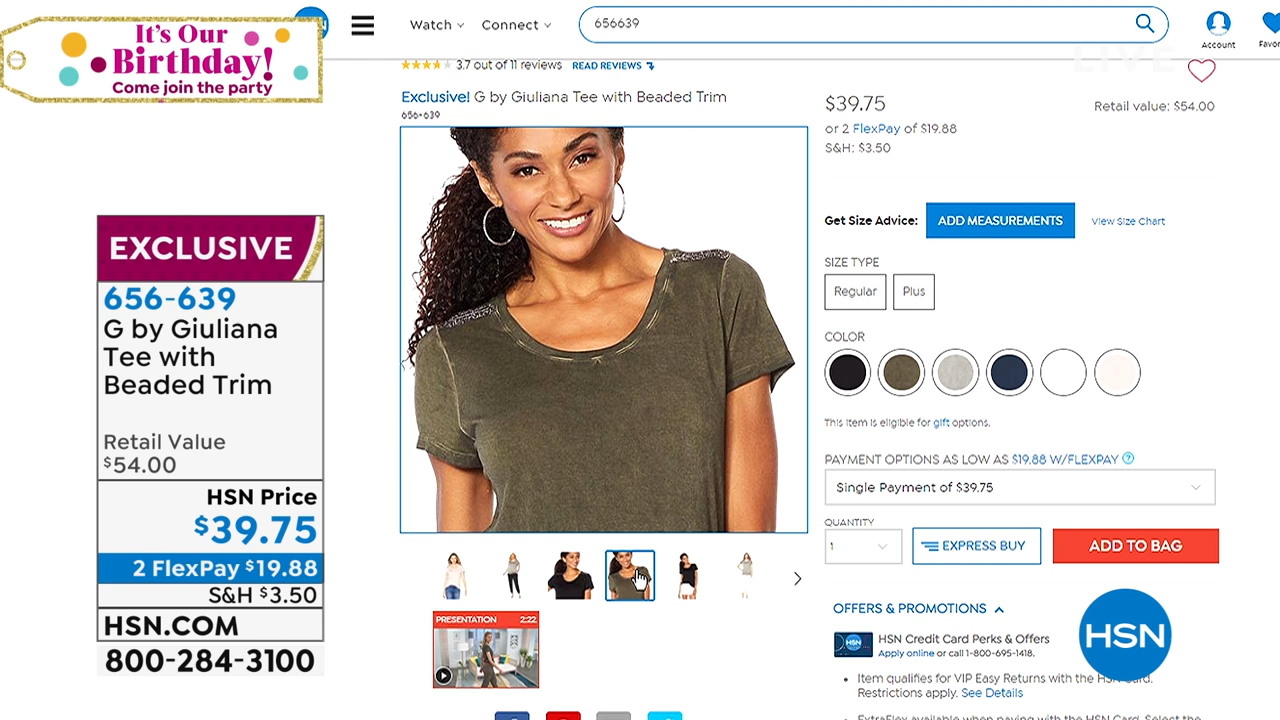 It's Our
Birthday!
Come join the party
Watch
Connect
656639
Account
LIVE
3.7 out of 11 reviews READ REVIEWS
Exclusive! G by Giuliana Tee with Beaded Trim
656-639
$39.75
Retail value: $54.00
or 2 FlexPay of $19.88
S&H: $3.50
Get Size Advice: ADD MEASUREMENTS View Size Chart
SIZE TYPE
Regular Plus
COLOR
This item is eligible for gift options.
PAYMENT OPTIONS AS LOW AS $19.88 W/FLEXPAY ?
Single Payment of $39.75
QUANTITY
1
EXPRESS BUY
ADD TO BAG
OFFERS & PROMOTIONS
HSN
HSN Credit Card Perks & Offers
Apply online or call 1-800-695-1418.
Item qualifies for VIP Easy Returns with the HSN Card.
Restrictions apply. See Details
HSN
EXCLUSIVE
656-639
G by Giuliana
Tee with
Beaded Trim
Retail Value
$54.00
HSN Price
$39.75
2 FlexPay $19.88
S&H $3.50
HSN.COM
800-284-3100
PRESENTATION 2:22